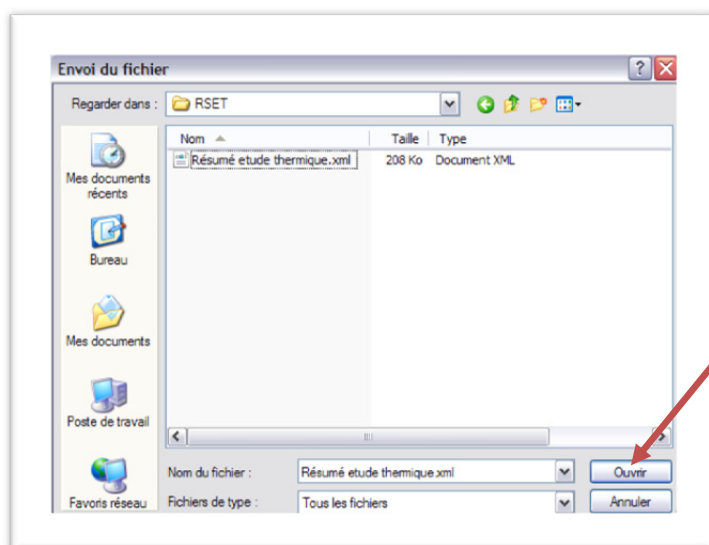 Envoi du fichier
Regarder dans : RSET
Nom Taille Type
Résumé etude thermique.xml 208 Ko Document XML
Mes documents
récents
Bureau
Mes documents
Poste de travail
Favoris réseau
Nom du fichier : Résumé etude thermique.xml Ouvrir
Fichiers de type : Tous les fichiers Annuler